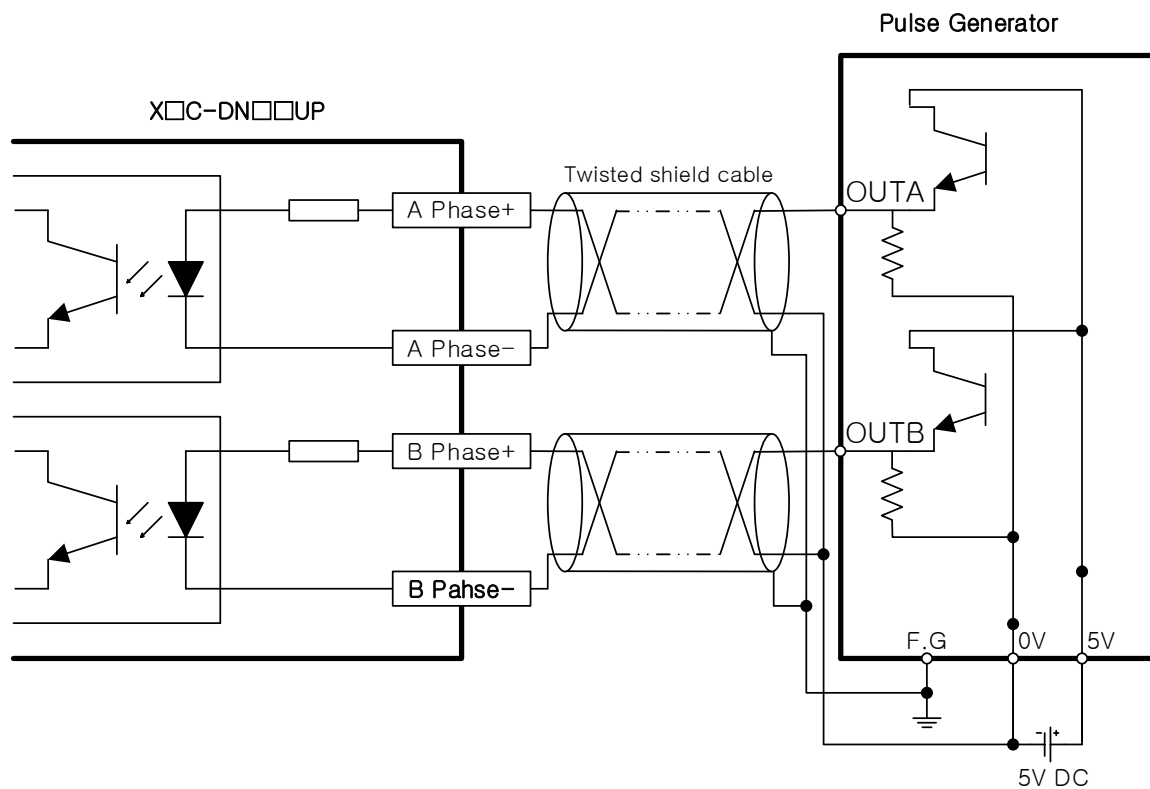 Pulse Generator
X□C-DN□□UP
Twisted shield cable
A Phase+
OUTA
A Phase-
B Phase+
OUTB
B Pahse-
F.G
0V
5V
- +
5V DC